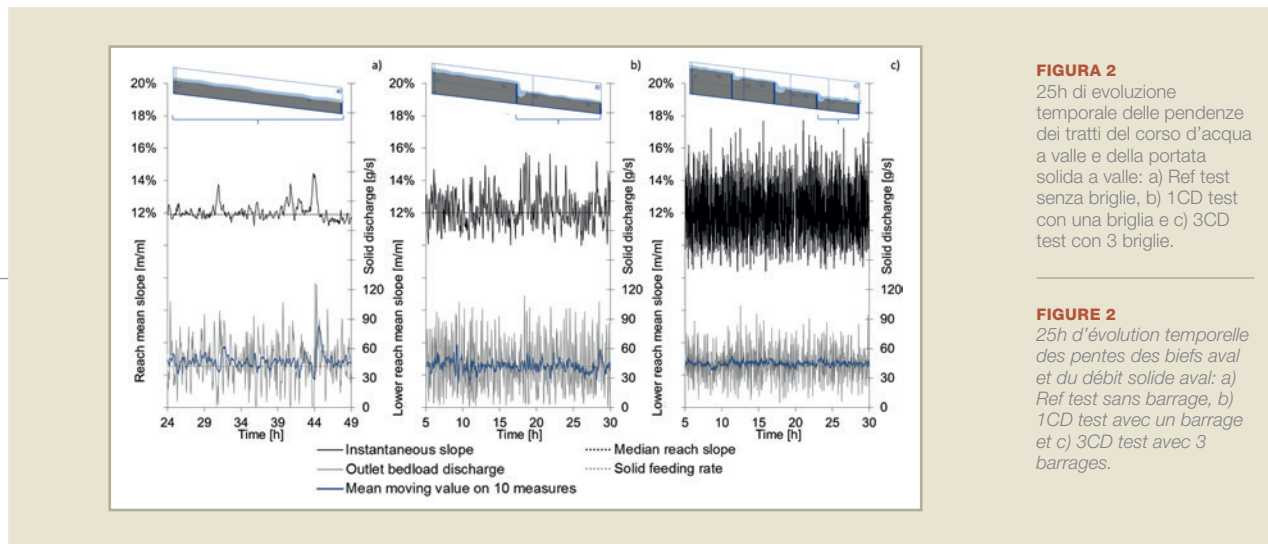 a)
b)
c)
20%
18%
16%
14%
12%
Reach mean slope [m/m]
Solid discharge [g/s]
120
90
60
30
0
24 29 34 39 44 49
Time [h]
20%
18%
16%
14%
12%
Lower reach mean slope [m/m]
Solid discharge [g/s]
120
90
60
30
0
5 10 15 20 25 30
Time [h]
20%
18%
16%
14%
12%
Lower reach mean slope [m/m]
Solid discharge [g/s]
120
90
60
30
0
5 10 15 20 25 30
Time [h]
Instantaneous slope
Median reach slope
Outlet bedload discharge
Solid feeding rate
Mean moving value on 10 measures
FIGURA 2
25h di evoluzione
temporale delle pendenze
dei tratti del corso d'acqua
a valle e della portata
solida a valle: a) Ref test
senza briglie, b) 1CD test
con una briglia e c) 3CD
test con 3 briglie.
FIGURE 2
25h d'évolution temporelle
des pentes des biefs aval
et du débit solide aval: a)
Ref test sans barrage, b)
1CD test avec un barrage
et c) 3CD test avec 3
barrages.